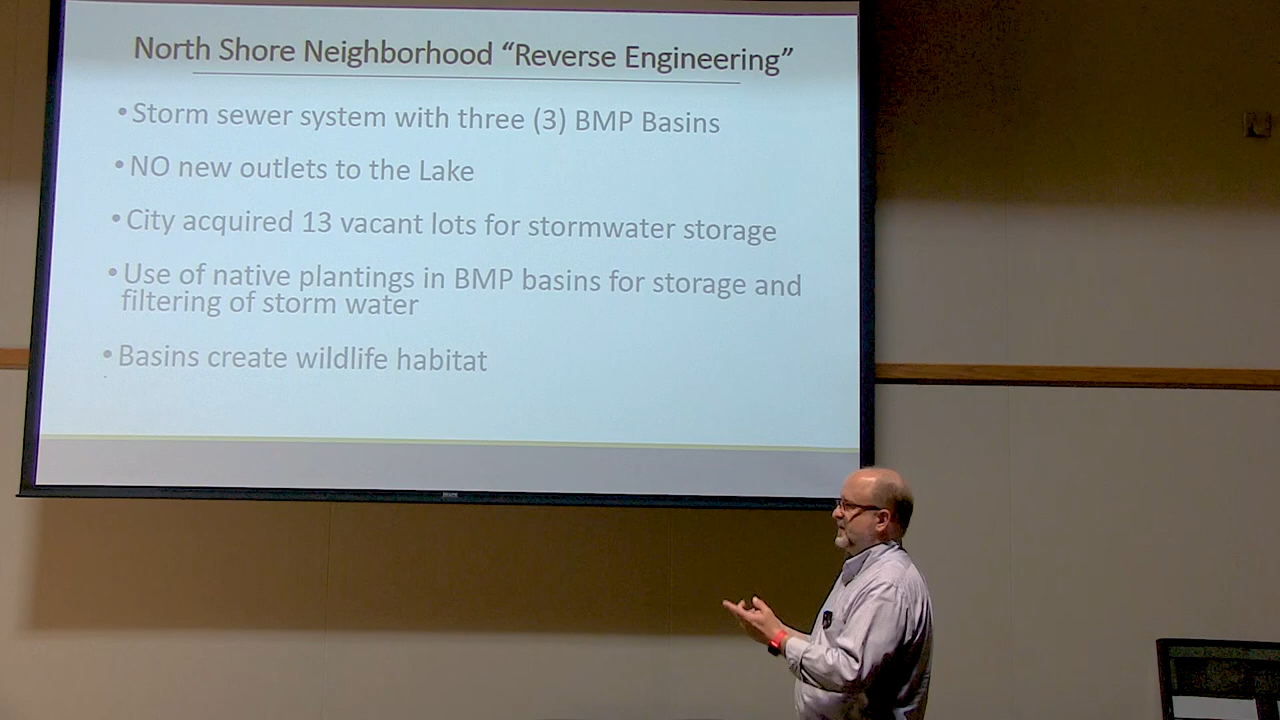 North Shore Neighborhood “Reverse Engineering”
• Storm sewer system with three (3) BMP Basins
• NO new outlets to the Lake
• City acquired 13 vacant lots for stormwater storage
• Use of native plantings in BMP basins for storage and
filtering of storm water
• Basins create wildlife habitat